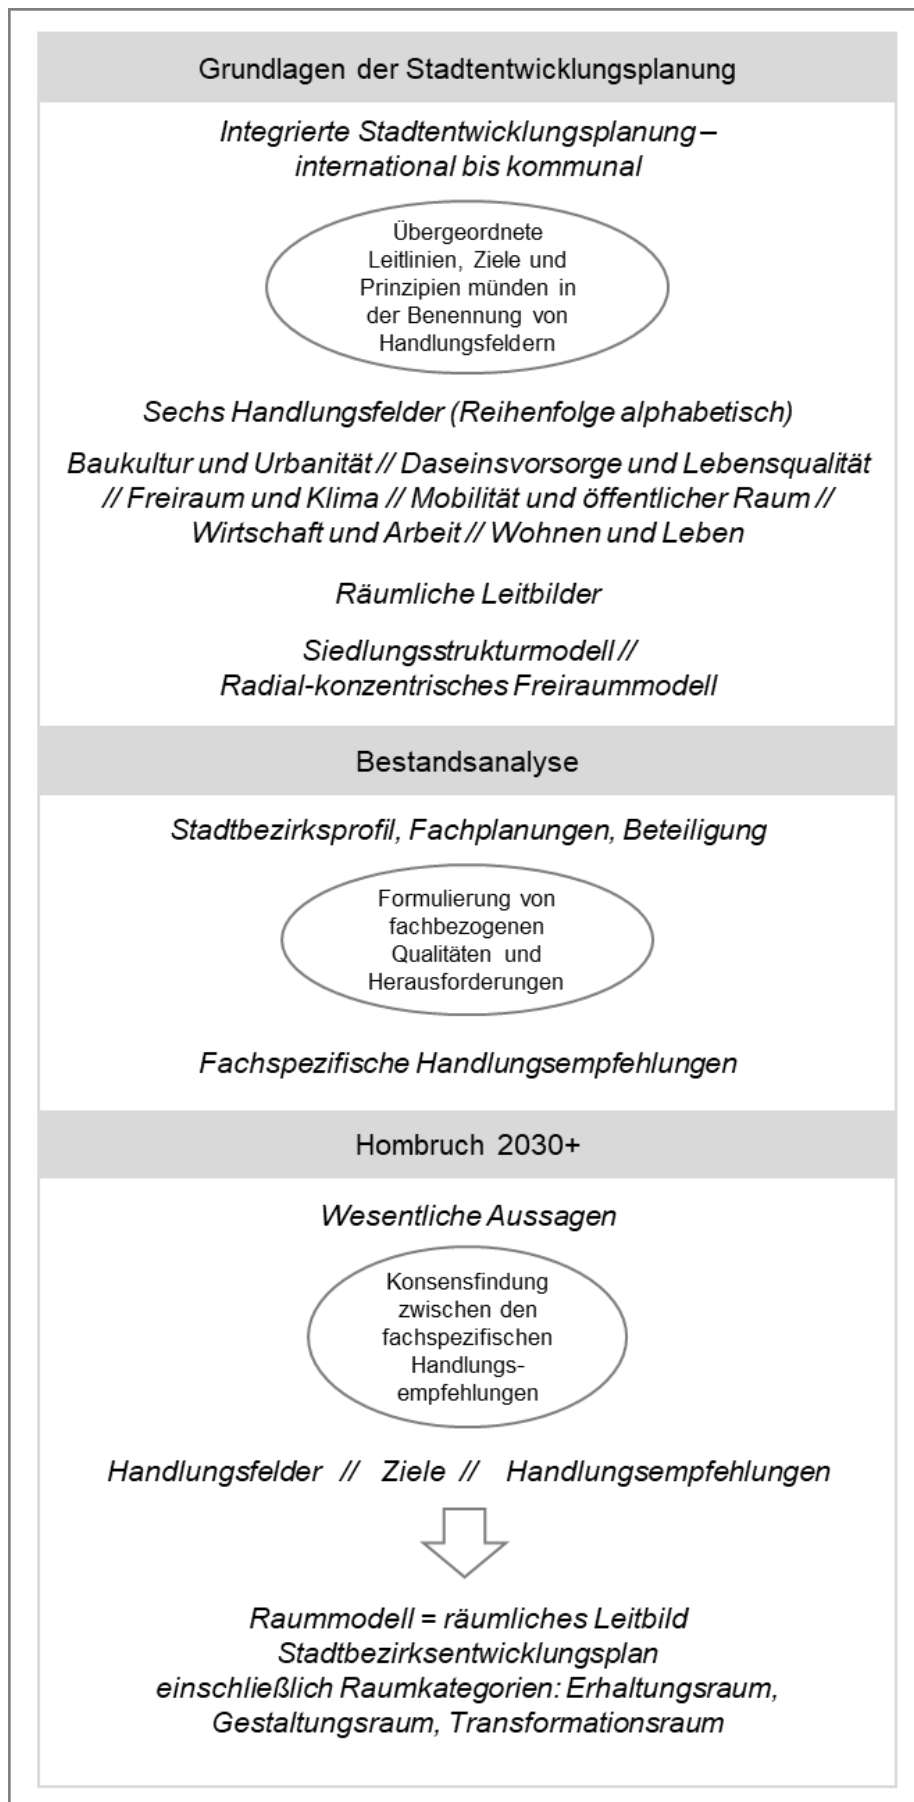 Grundlagen der Stadtentwicklungsplanung
Integrierte Stadtentwicklungsplanung –
international bis kommunal
Übergeordnete
Leitlinien, Ziele und
Prinzipien münden in
der Benennung von
Handlungsfeldern
Sechs Handlungsfelder (Reihenfolge alphabetisch)
Baukultur und Urbanität // Daseinsvorsorge und Lebensqualität
// Freiraum und Klima // Mobilität und öffentlicher Raum //
Wirtschaft und Arbeit // Wohnen und Leben
Räumliche Leitbilder
Siedlungsstrukturmodell //
Radial-konzentrisches Freiraummodell
Bestandsanalyse
Stadtbezirksprofil, Fachplanungen, Beteiligung
Formulierung von
fachbezogenen
Qualitäten und
Herausforderungen
Fachspezifische Handlungsempfehlungen
Hombruch 2030+
Wesentliche Aussagen
Konsensfindung
zwischen den
fachspezifischen
Handlungs-
empfehlungen
Handlungsfelder // Ziele // Handlungsempfehlungen
Raummodell = räumliches Leitbild
Stadtbezirksentwicklungsplan
einschließlich Raumkategorien: Erhaltungsraum,
Gestaltungsraum, Transformationsraum